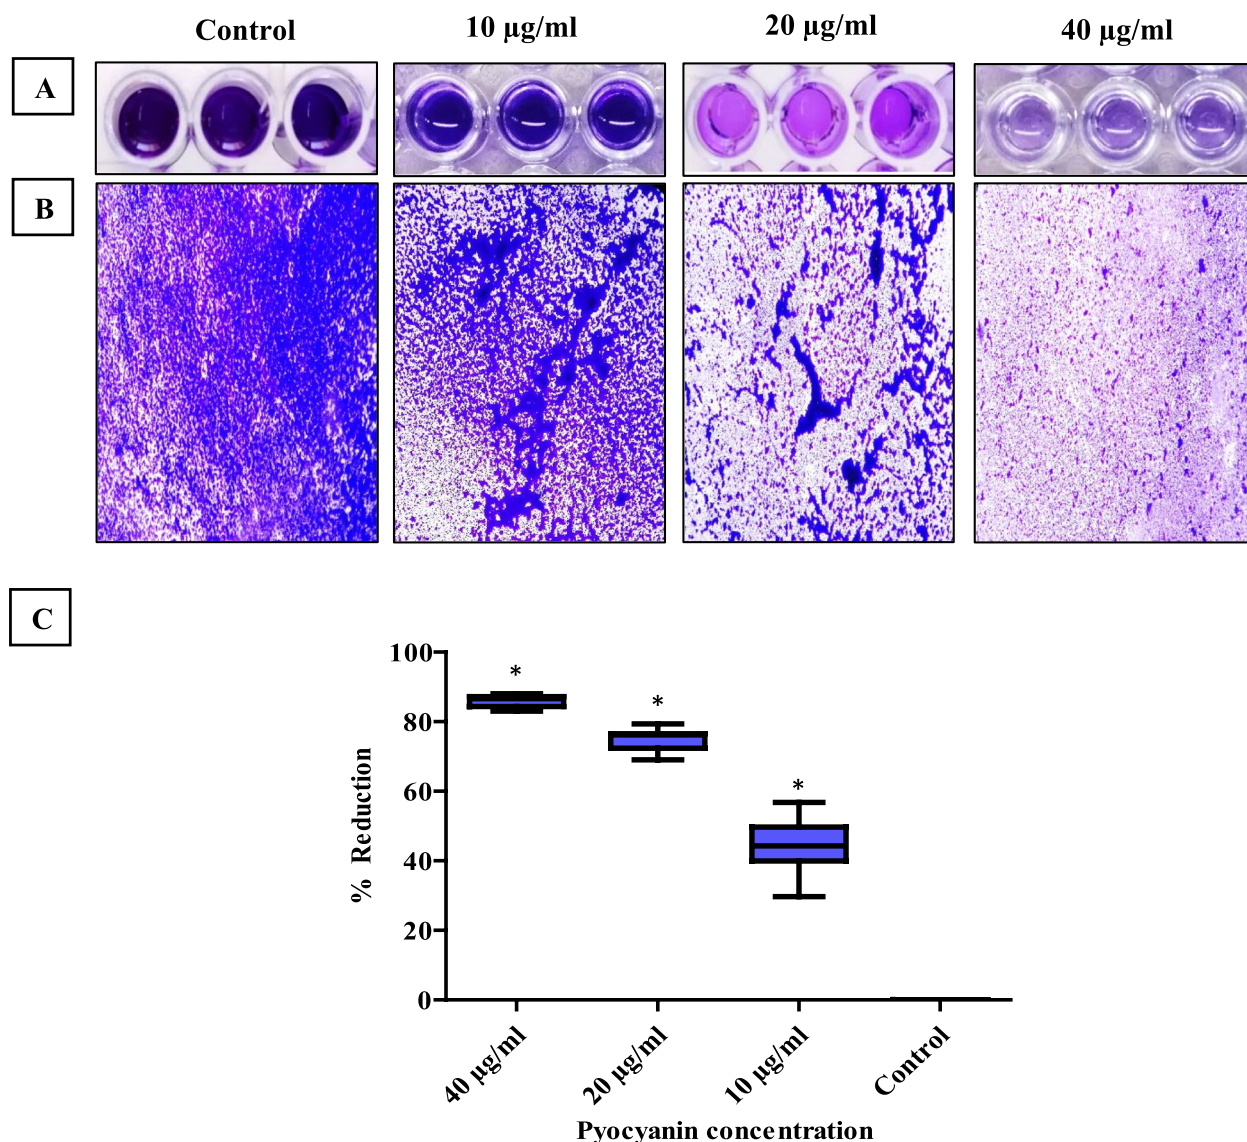 Control 10 µg/ml 20 µg/ml 40 µg/ml
A
B
C
100
80
60
40
20
0
% Reduction
*
*
*
40 µg/ml
20 µg/ml
10 µg/ml
Control
Pyocyanin concentration